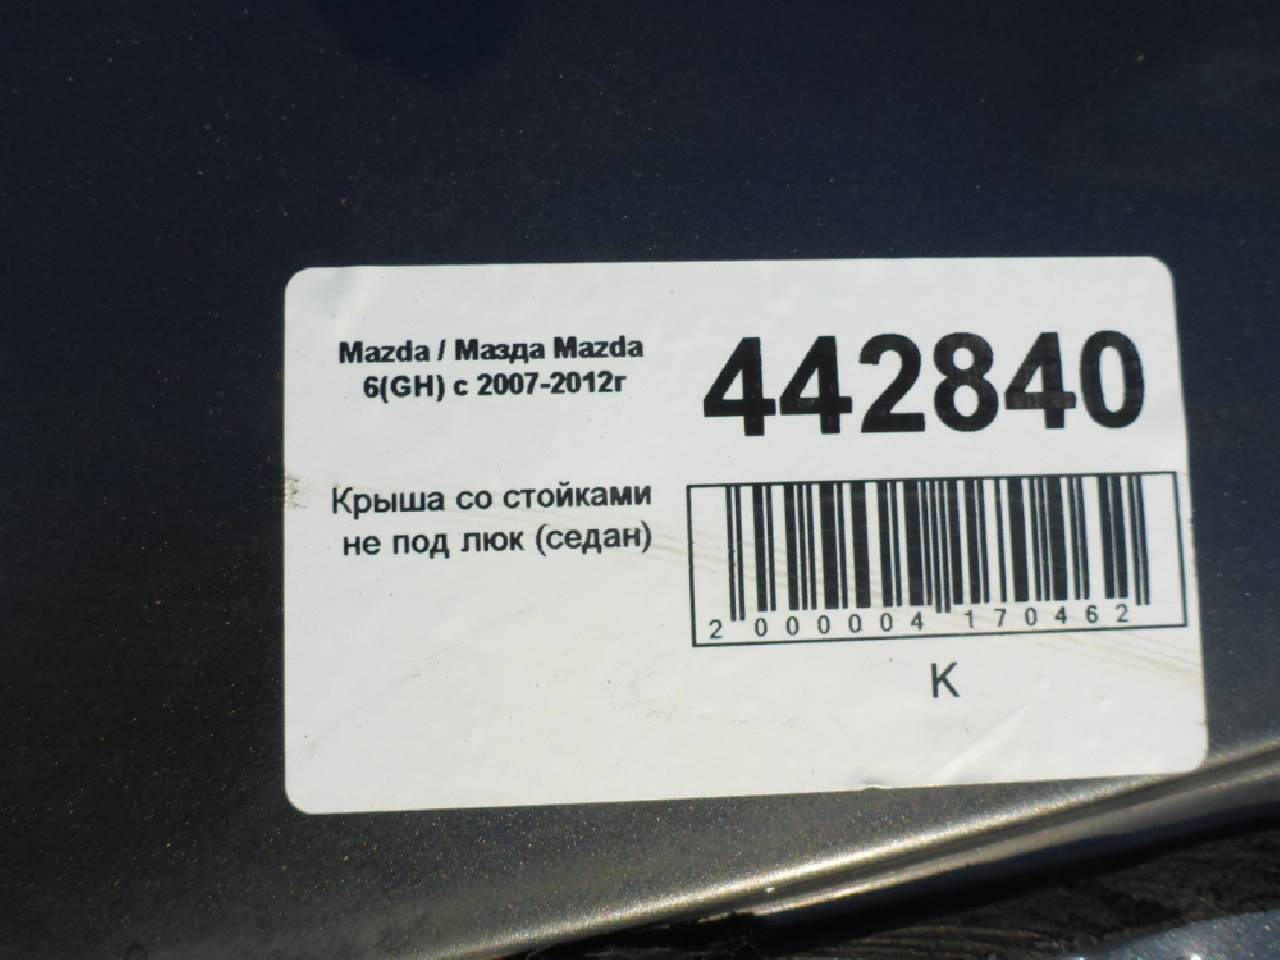 Mazda / Мазда Mazda
6(GH) с 2007-2012г
442840
Крыша со стойками
не под люк (седан)
2 000004 170462
K